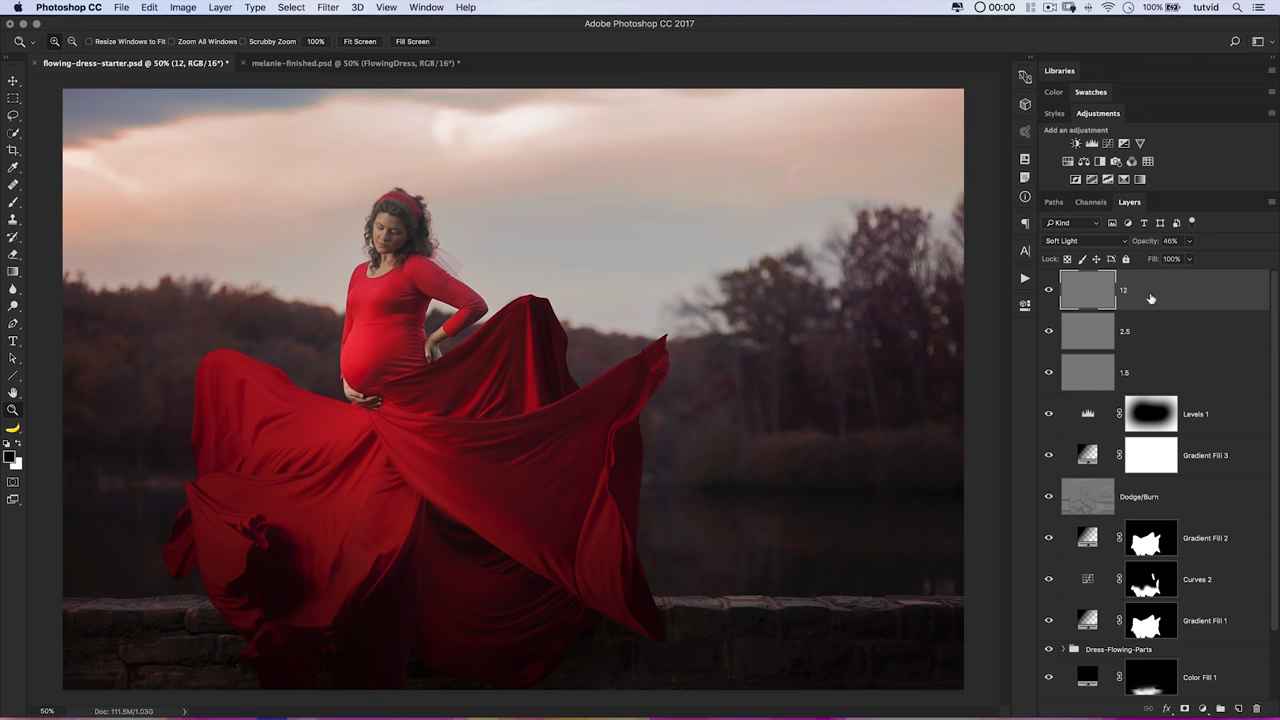 Photoshop CC File Edit Image Layer Type Select Filter 3D View Window Help 00:00 100% tutvid
Adobe Photoshop CC 2017
Resize Windows to Fit Zoom All Windows Scrubby Zoom 100% Fit Screen Fill Screen
flowing-dress-starter.psd @ 50% (12, RGB/16*) * melanie-finished.psd @ 50% (FlowingDress, RGB/16*) *
Libraries
Color Swatches
Styles Adjustments
Add an adjustment
Paths Channels Layers
Kind
Soft Light Opacity: 46%
Lock: Fill: 100%
12
2.5
1.5
Levels 1
Gradient Fill 3
Dodge/Burn
Gradient Fill 2
Curves 2
Gradient Fill 1
Dress-Flowing-Parts
Color Fill 1
50% Doc: 111.5M/1.03G